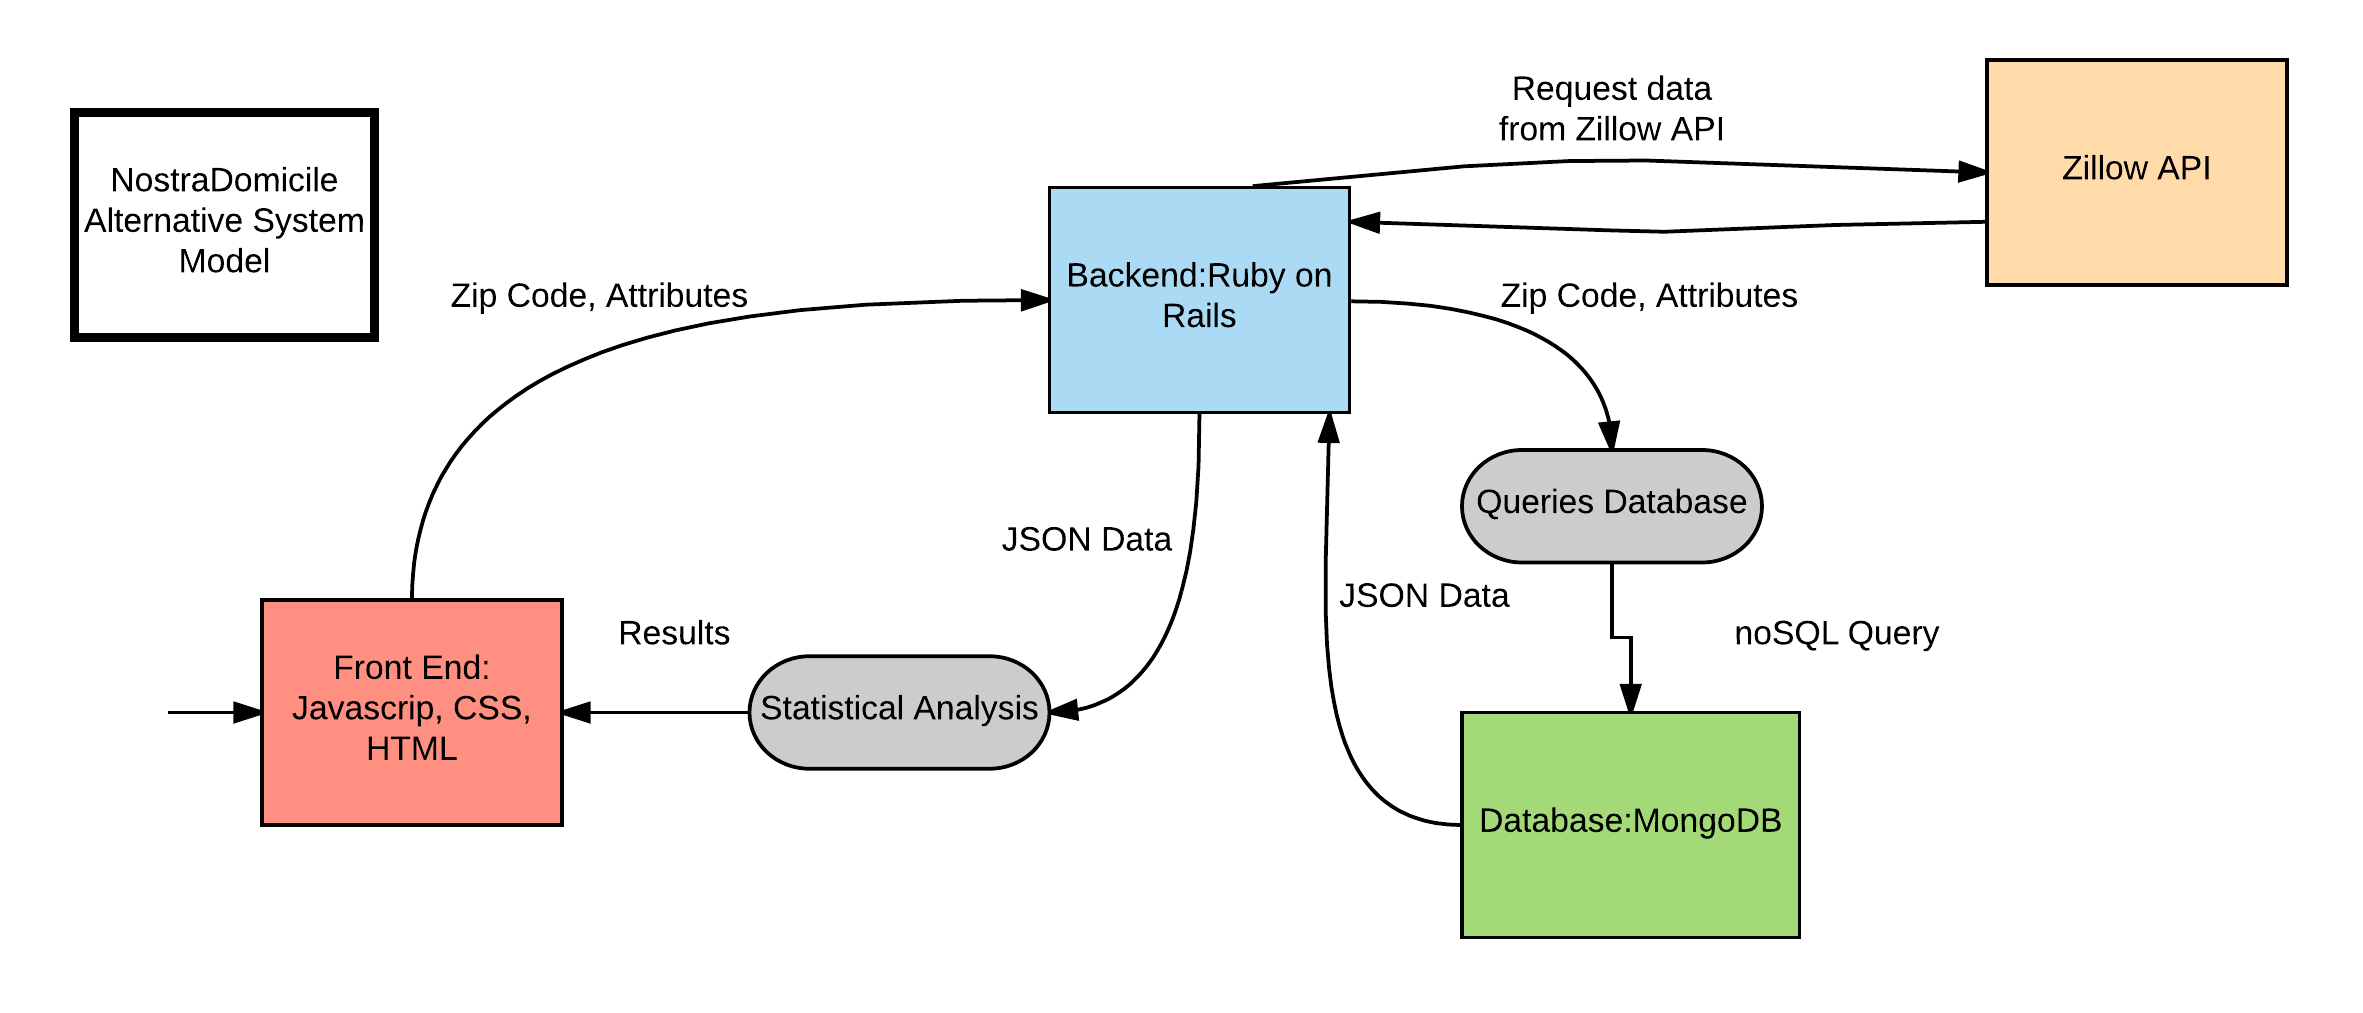 Request data
from Zillow API
Zillow API
NostraDomicile
Alternative System
Model
Zip Code, Attributes
Backend:Ruby on
Rails
Zip Code, Attributes
Queries Database
JSON Data
JSON Data
Results
noSQL Query
Front End:
Javascrip, CSS,
HTML
Statistical Analysis
Database:MongoDB